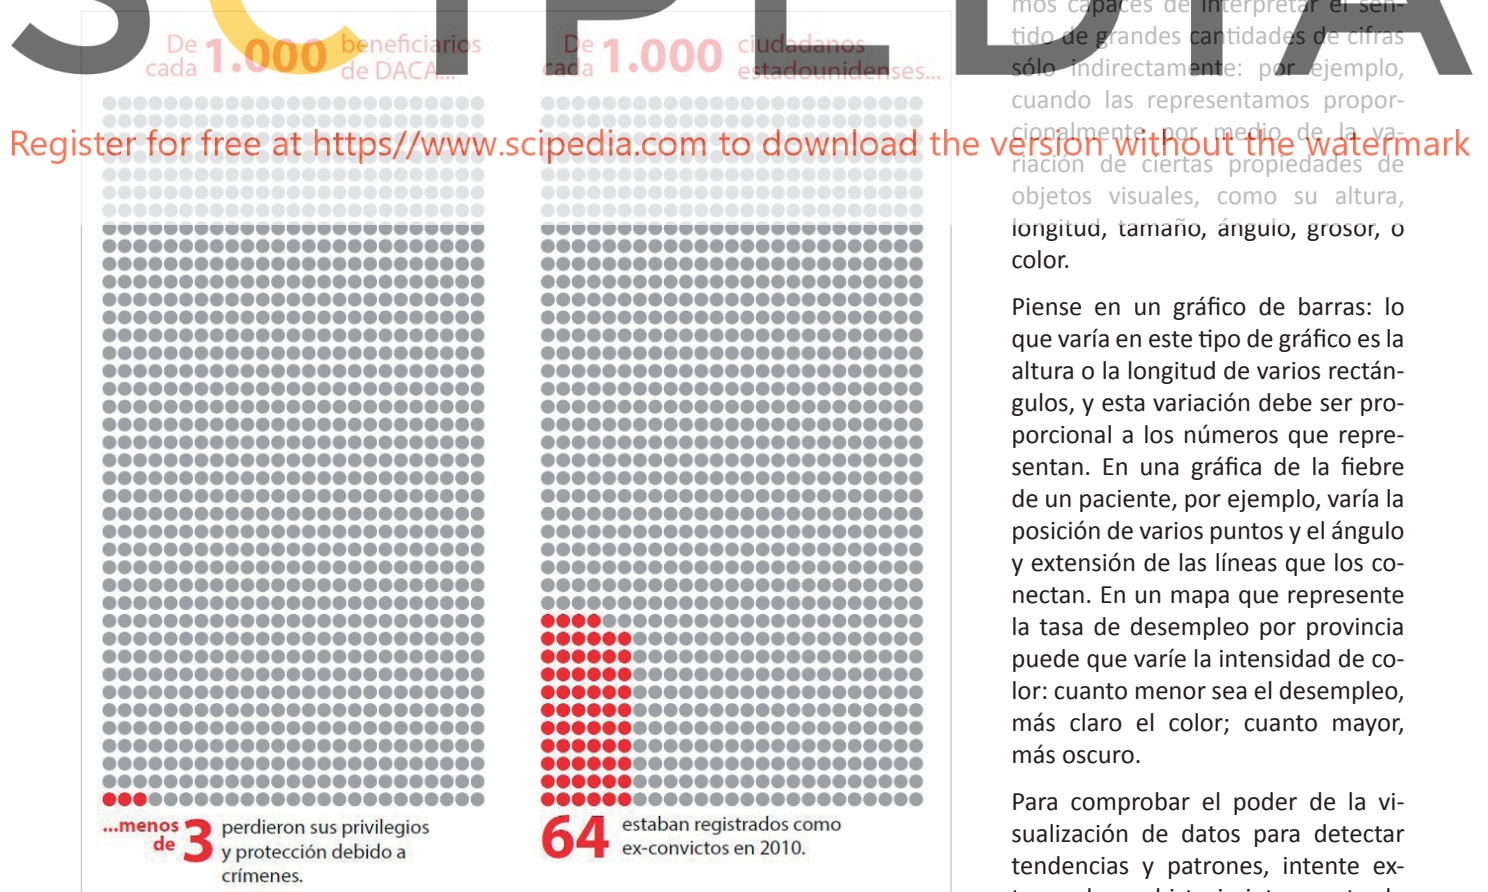 SCIPEDIA
De cada 1.000 beneficiarios de DACA...
De cada 1.000 ciudadanos estadounidenses...
Register for free at https//www.scipedia.com to download the version without the watermark
...menos de 3 perdieron sus privilegios
y protección debido a
crímenes.
64 estaban registrados como
ex-convictos en 2010.
mos capaces de interpretar el sen-
tido de grandes cantidades de cifras
sólo indirectamente: por ejemplo,
cuando las representamos propor-
cionalmente por medio de la va-
riación de ciertas propiedades de
objetos visuales, como su altura,
longitud, tamaño, ángulo, grosor, o
color.
Piense en un gráfico de barras: lo
que varía en este tipo de gráfico es la
altura o la longitud de varios rectán-
gulos, y esta variación debe ser pro-
porcional a los números que repre-
sentan. En una gráfica de la fiebre
de un paciente, por ejemplo, varía la
posición de varios puntos y el ángulo
y extensión de las líneas que los co-
nectan. En un mapa que represente
la tasa de desempleo por provincia
puede que varíe la intensidad de co-
lor: cuanto menor sea el desempleo,
más claro el color; cuanto mayor,
más oscuro.
Para comprobar el poder de la vi-
sualización de datos para detectar
tendencias y patrones, intente ex-